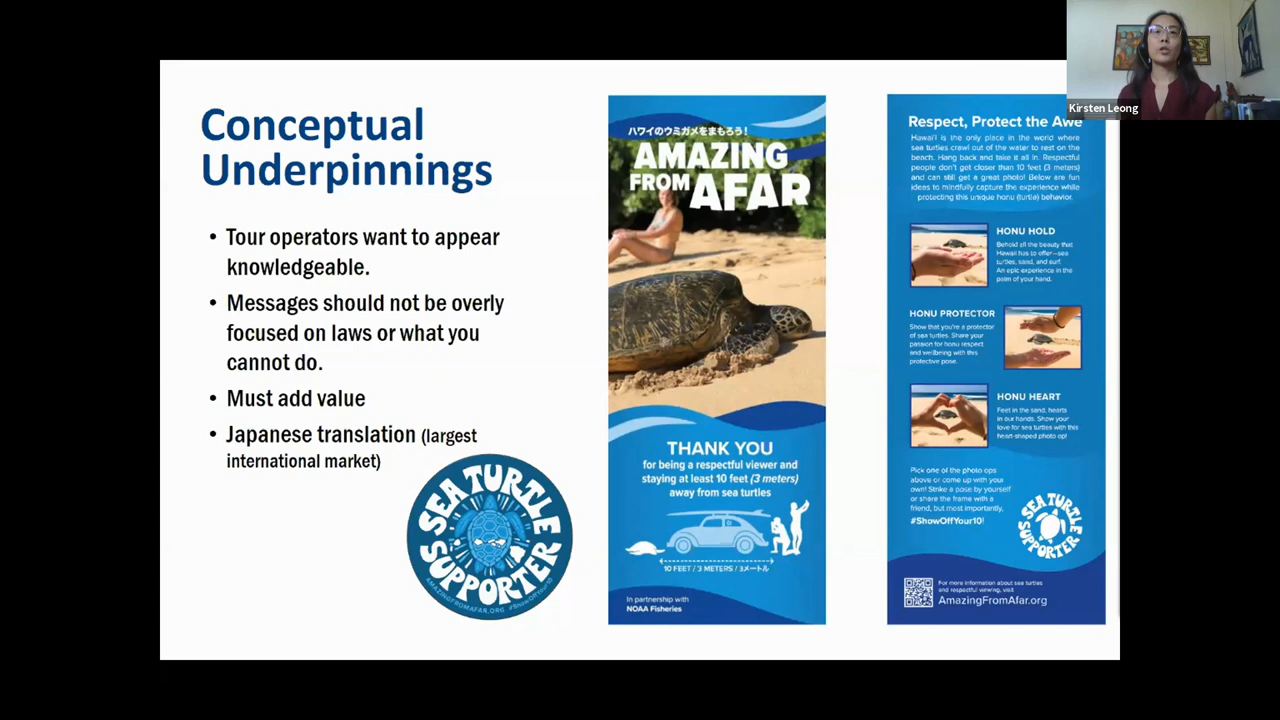 Kirsten Leong
Conceptual
Underpinnings
• Tour operators want to appear
knowledgeable.
• Messages should not be overly
focused on laws or what you
cannot do.
• Must add value
• Japanese translation (largest
international market)
SEA TURTLE
SUPPORTER
AMAZINGFROMAFAR.ORG #ShowOffYour10
ハワイのウミガメをまもろう!
AMAZING
FROM AFAR
THANK YOU
for being a respectful viewer and
staying at least 10 feet (3 meters)
away from sea turtles
10 FEET / 3 METERS / 3メートル
In partnership with
NOAA Fisheries
Respect, Protect the Awe
Hawai'i is the only place in the world where
sea turtles crawl out of the water to rest on the
beach. Hang back and take it all in. Respectful
people don't get closer than 10 feet (3 meters)
and can still get a great photo! Below are fun
ideas to mindfully capture the experience while
protecting this unique honu (turtle) behavior.
HONU HOLD
Behold all the beauty that
Hawaii has to offer—sea
turtles, sand, and surf.
An epic experience in the
palm of your hand.
HONU PROTECTOR
Show that you're a protector
of sea turtles. Share your
passion for honu respect
and wellbeing with this
protective pose.
HONU HEART
Feet in the sand, hearts
in our hands. Show your
love for sea turtles with this
heart-shaped photo op!
Pick one of the photo ops
above or come up with your
own! Strike a pose by yourself
or share the frame with a
friend, but most importantly,
#ShowOffYour10!
SEA TURTLE
SUPPORTER
For more information about sea turtles
and respectful viewing, visit
AmazingFromAfar.org